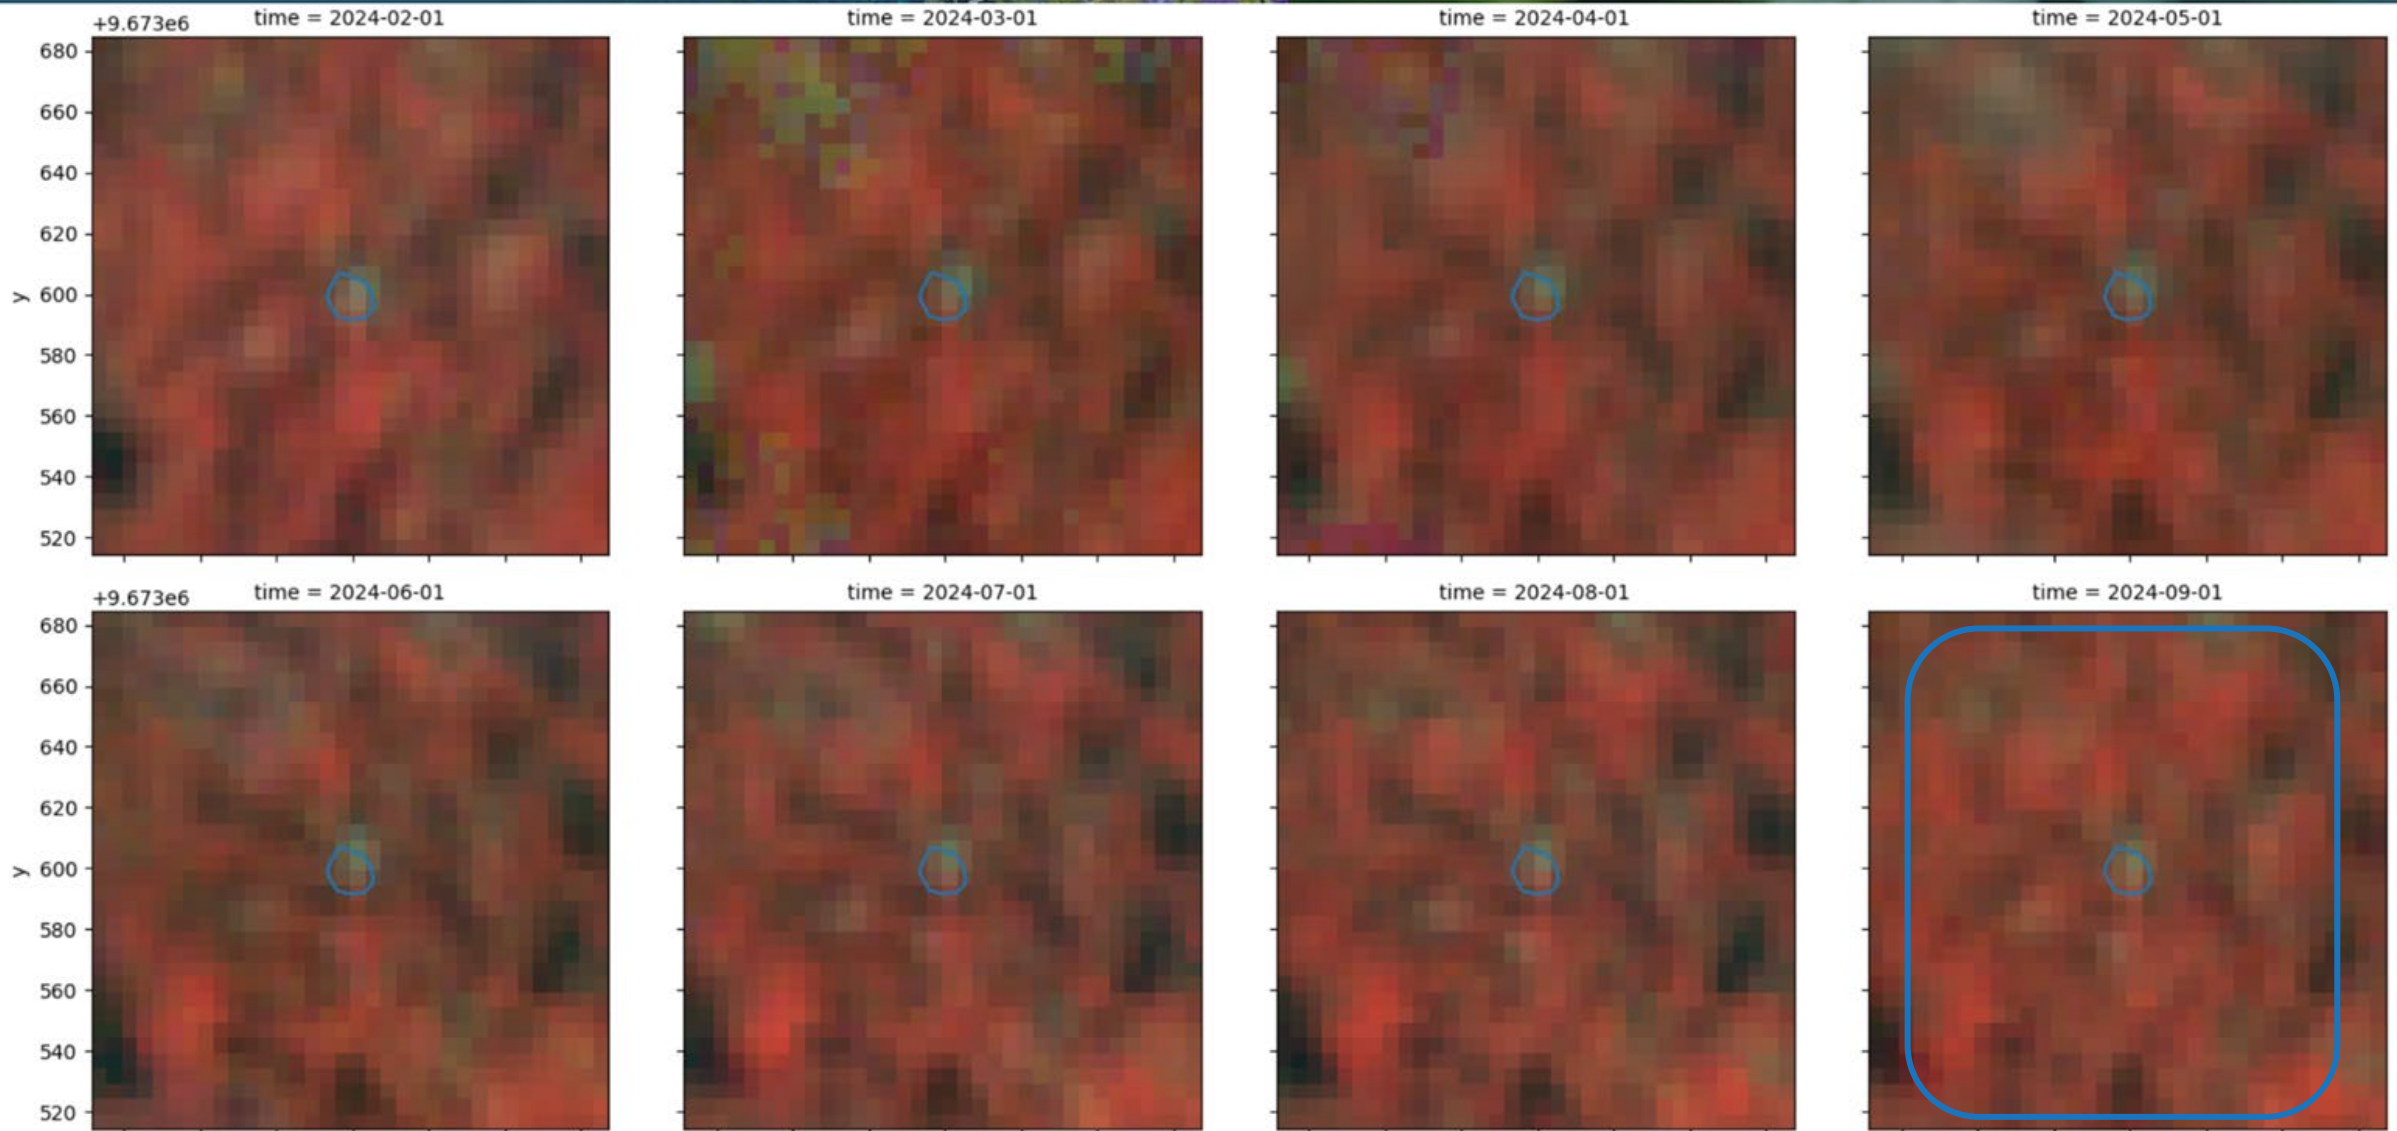 time = 2024-02-01
time = 2024-03-01
time = 2024-04-01
time = 2024-05-01
+9.673e6
680
660
640
620
600
580
560
540
520
y
time = 2024-06-01
time = 2024-07-01
time = 2024-08-01
time = 2024-09-01
+9.673e6
680
660
640
620
600
580
560
540
520
y